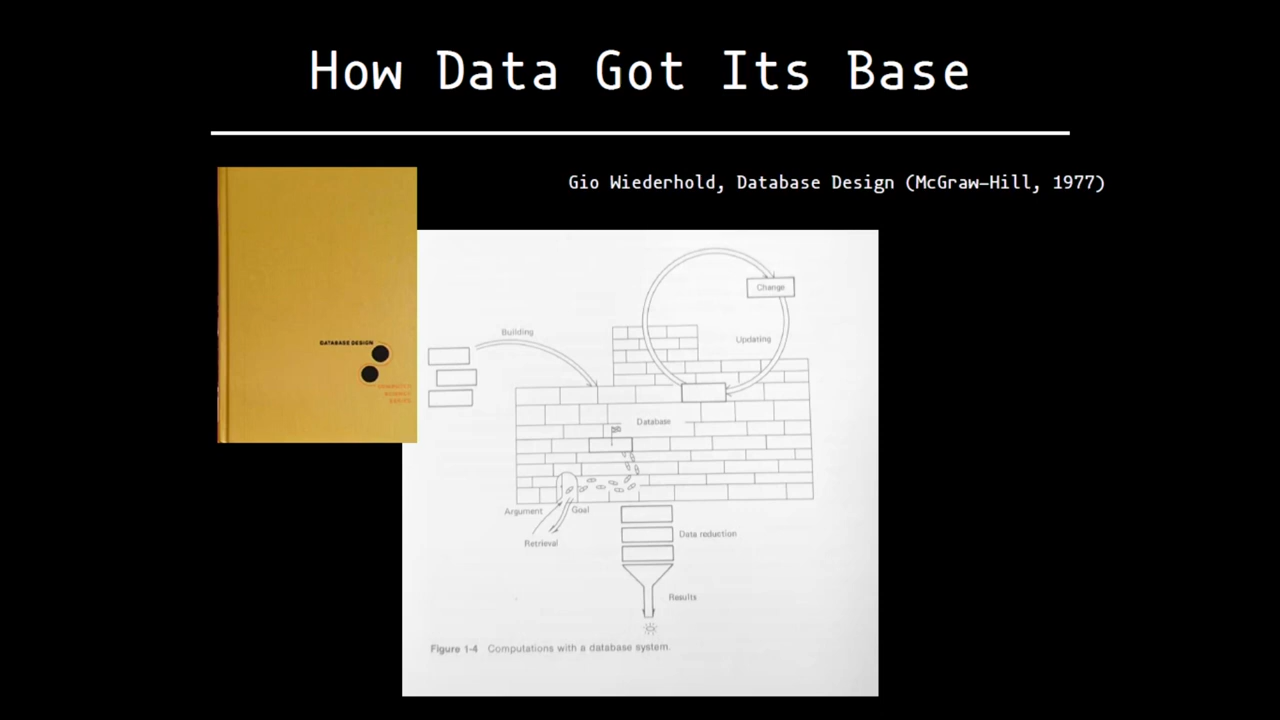 How Data Got Its Base
Gio Wiederhold, Database Design (McGraw-Hill, 1977)
DATABASE DESIGN
Change
Building
Updating
Database
Argument
Goal
Retrieval
Data reduction
Results
Figure 1-4 Computations with a database system.